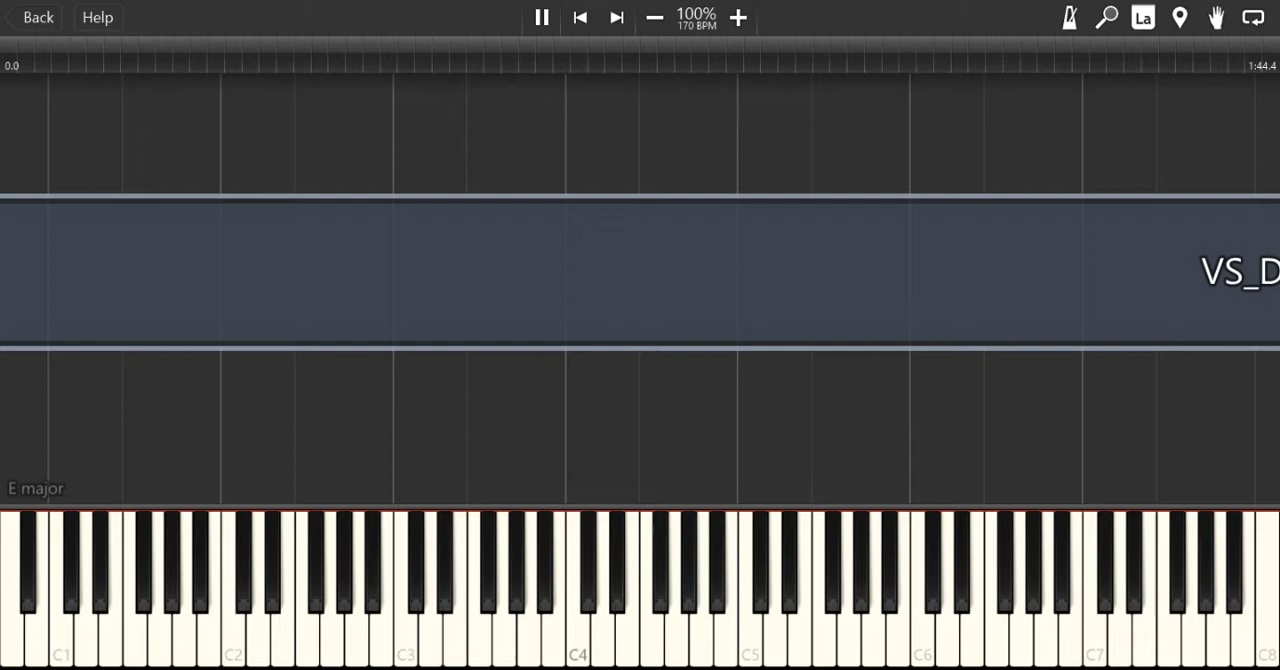 Back Help 100% La
170 BPM
0.0 1:44.4
VS_D
E major
C1 C2 C3 C4 C5 C6 C7 C8